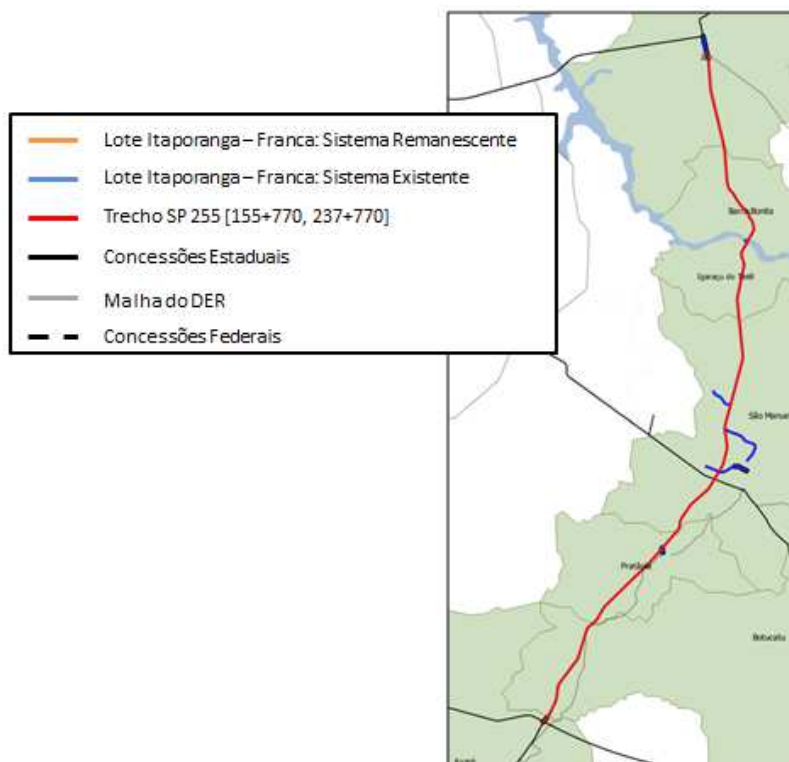 Lote Itaporanga – Franca: Sistema Remanescente
Lote Itaporanga – Franca: Sistema Existente
Trecho SP 255 [155+770, 237+770]
Concessões Estaduais
Malha do DER
Concessões Federais
Barra Bonita
Igaraçu do Tietê
São Manuel
Pratânia
Botucatu